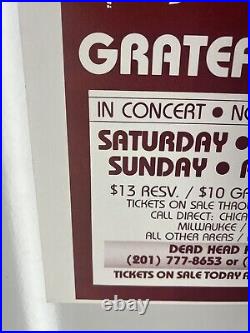 GRATEF
IN CONCERT • NO
SATURDAY •
SUNDAY •
$13 RESV. / $10 GA
TICKETS ON SALE THROU
CALL DIRECT: CHICA
MILWAUKEE /
ALL OTHER AREAS /
DEAD HEAD H
(201) 777-8653 or (
TICKETS ON SALE TODAY A